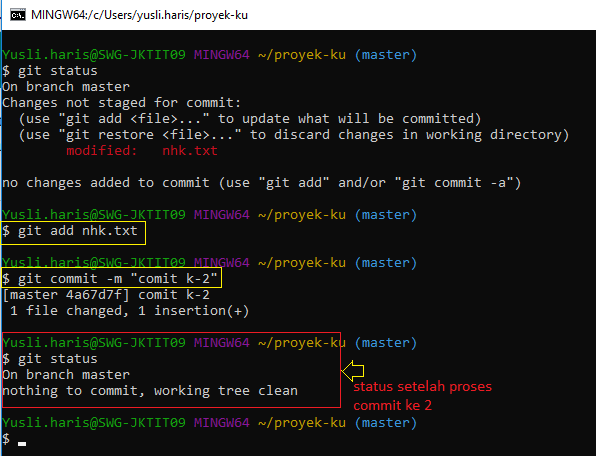 MINGW64:/c/Users/yusli.haris/proyek-ku
Yusli.haris@SWG-JKTIT09 MINGW64 ~/proyek-ku (master)
$ git status
On branch master
Changes not staged for commit:
  (use "git add <file>..." to update what will be committed)
  (use "git restore <file>..." to discard changes in working directory)
        modified:   nhk.txt
no changes added to commit (use "git add" and/or "git commit -a")
Yusli.haris@SWG-JKTIT09 MINGW64 ~/proyek-ku (master)
$ git add nhk.txt
Yusli.haris@SWG-JKTIT09 MINGW64 ~/proyek-ku (master)
$ git commit -m "comit k-2"
[master 4a67d7f] comit k-2
 1 file changed, 1 insertion(+)
Yusli.haris@SWG-JKTIT09 MINGW64 ~/proyek-ku (master)
$ git status
On branch master
nothing to commit, working tree clean
status setelah proses
commit ke 2
Yusli.haris@SWG-JKTIT09 MINGW64 ~/proyek-ku (master)
$